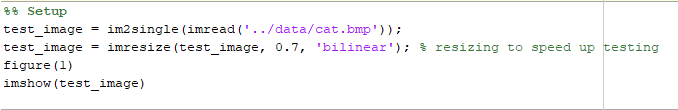 %% Setup
test_image = im2single(imread('../data/cat.bmp'));
test_image = imresize(test_image, 0.7, 'bilinear'); % resizing to speed up testing
figure(1)
imshow(test_image)